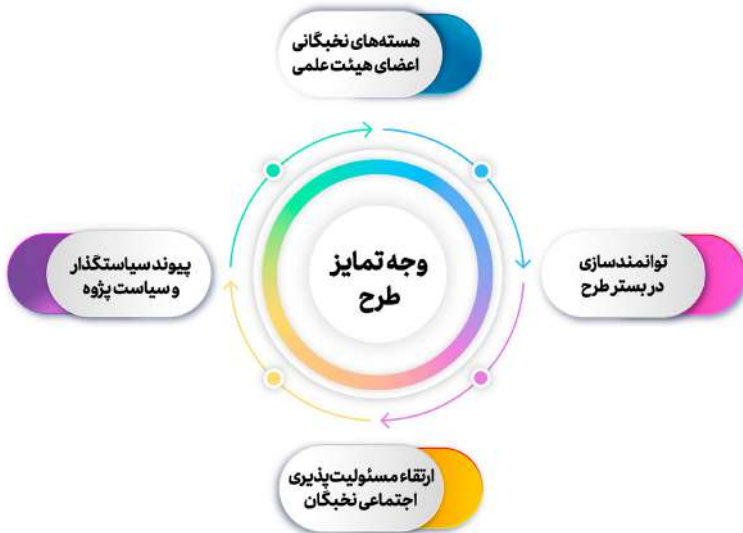 هسته‌های نخبگانی
اعضای هیئت علمی
توانمندسازی
در بستر طرح
وجه تمایز
طرح
پیوند سیاستگذار
و سیاست پژوه
ارتقاء مسئولیت‌پذیری
اجتماعی نخبگان